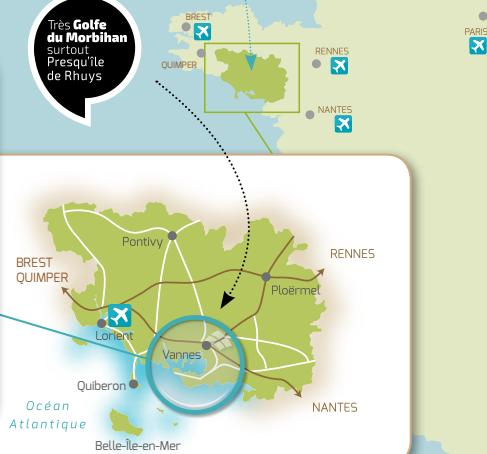 Très Golfe
du Morbihan
surtout
Presqu'île
de Rhuys
BREST
QUIMPER
RENNES
NANTES
PARIS
Pontivy
RENNES
BREST
QUIMPER
Ploërmel
Lorient
Vannes
Quiberon
NANTES
Océan
Atlantique
Belle-Île-en-Mer